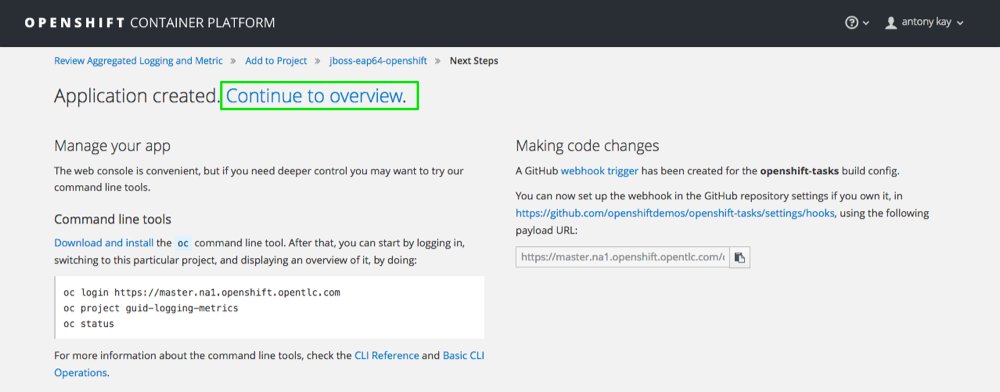 OPENSHIFT CONTAINER PLATFORM
? antony kay
Review Aggregated Logging and Metric » Add to Project » jboss-eap64-openshift » Next Steps
Application created. Continue to overview.
Manage your app
The web console is convenient, but if you need deeper control you may want to try our
command line tools.
Command line tools
Download and install the oc command line tool. After that, you can start by logging in,
switching to this particular project, and displaying an overview of it, by doing:
oc login https://master.na1.openshift.opentlc.com
oc project guid-logging-metrics
oc status
For more information about the command line tools, check the CLI Reference and Basic CLI
Operations.
Making code changes
A GitHub webhook trigger has been created for the openshift-tasks build config.
You can now set up the webhook in the GitHub repository settings if you own it, in
https://github.com/openshiftdemos/openshift-tasks/settings/hooks, using the following
payload URL:
https://master.na1.openshift.opentlc.com/